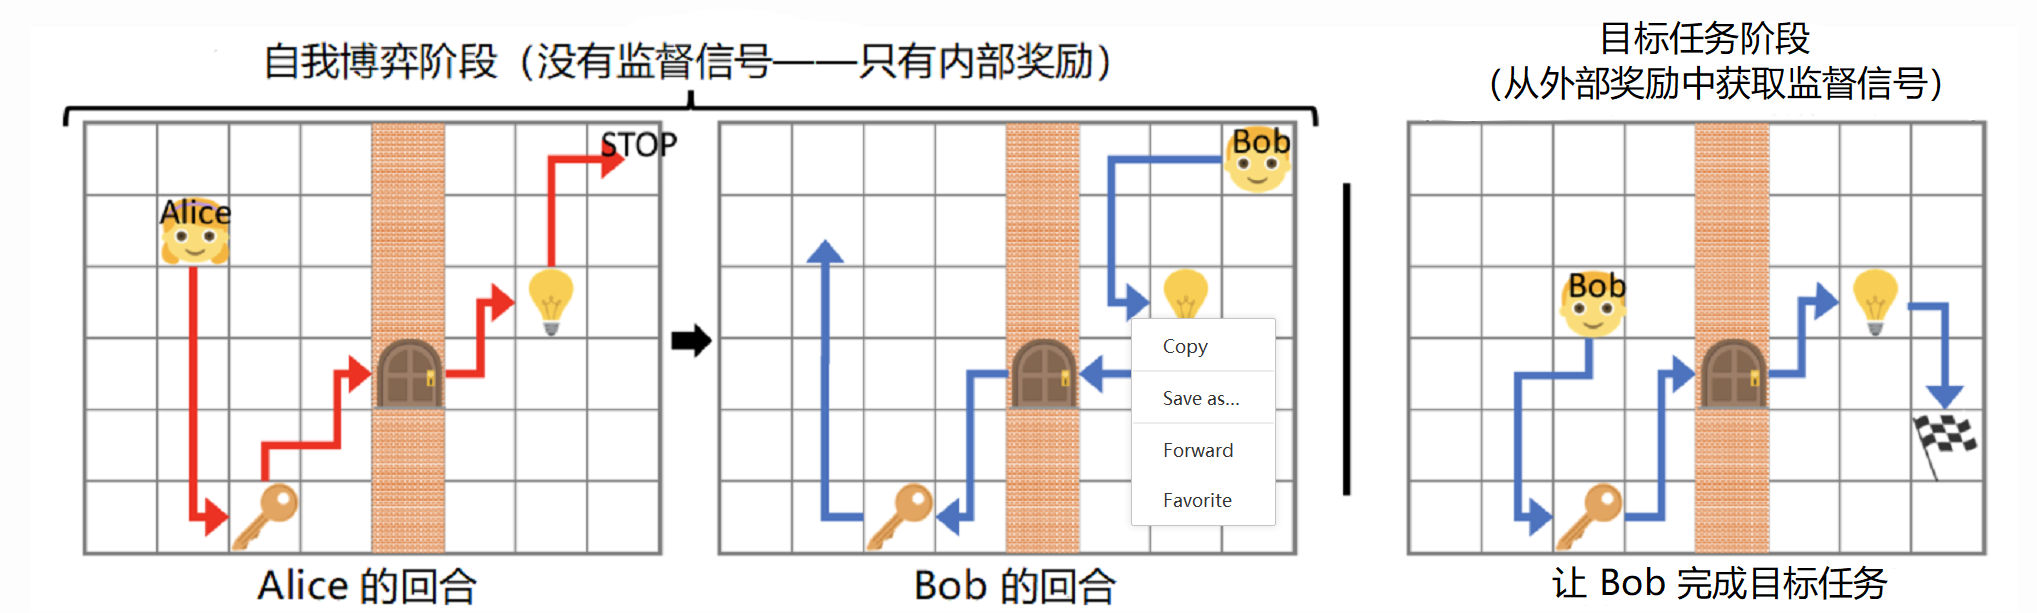 自我博弈阶段（没有监督信号——只有内部奖励）
目标任务阶段
（从外部奖励中获取监督信号）
Alice
STOP
Bob
Bob
Copy
Save as...
Forward
Favorite
Alice 的回合
Bob 的回合
让 Bob 完成目标任务